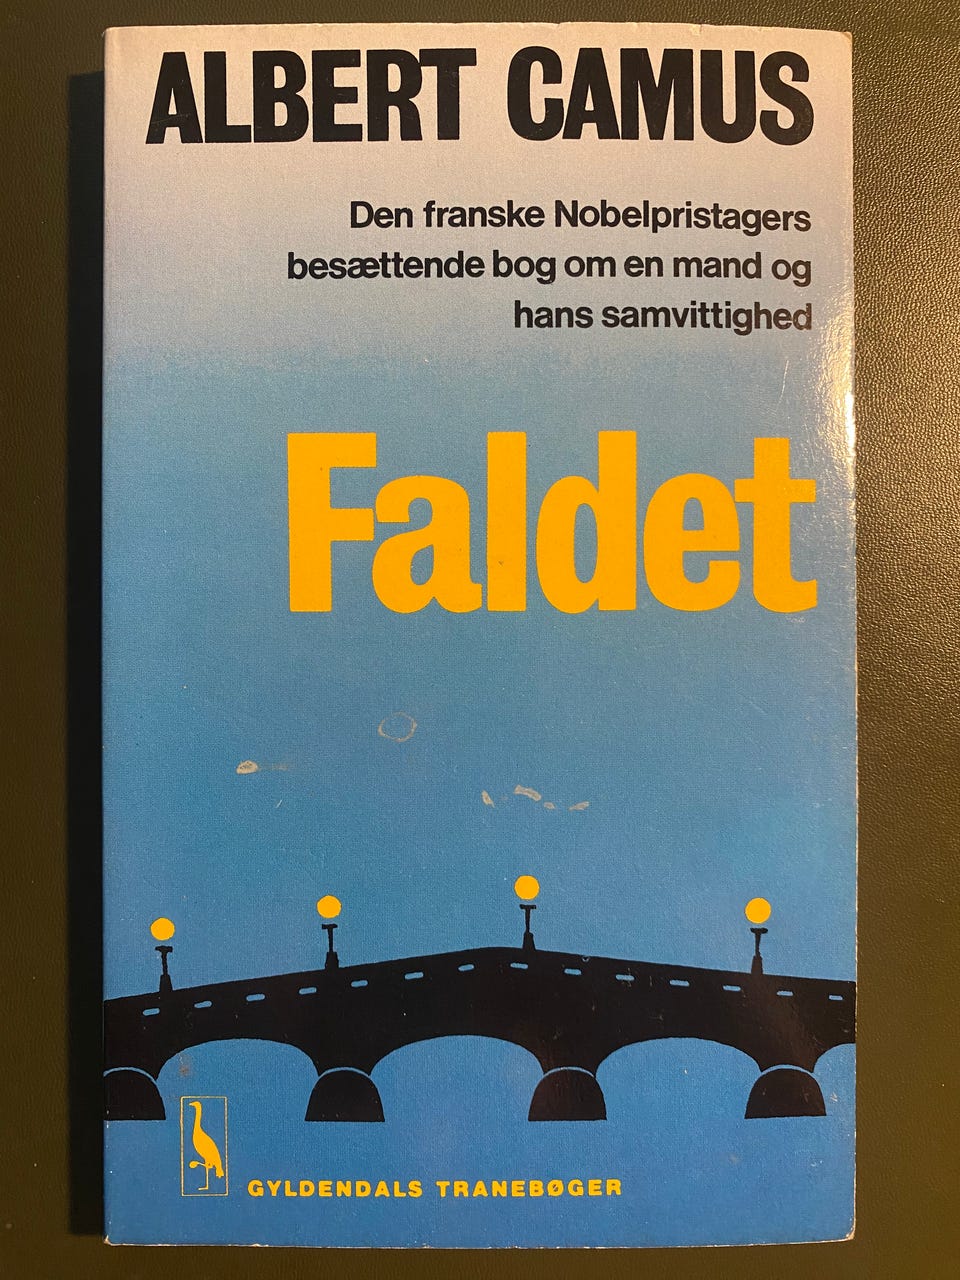 ALBERT CAMUS
Den franske Nobelpristagers
besættende bog om en mand og
hans samvittighed
Faldet
GYLDENDALS TRANEBØGER